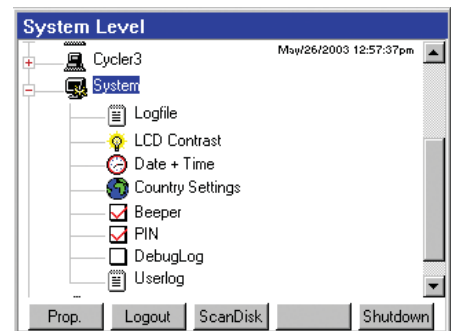 System Level
May/26/2003 12:57:37pm
Cycler3
System
Logfile
LCD Contrast
Date + Time
Country Settings
Beeper
PIN
DebugLog
Userlog
Prop. Logout ScanDisk Shutdown